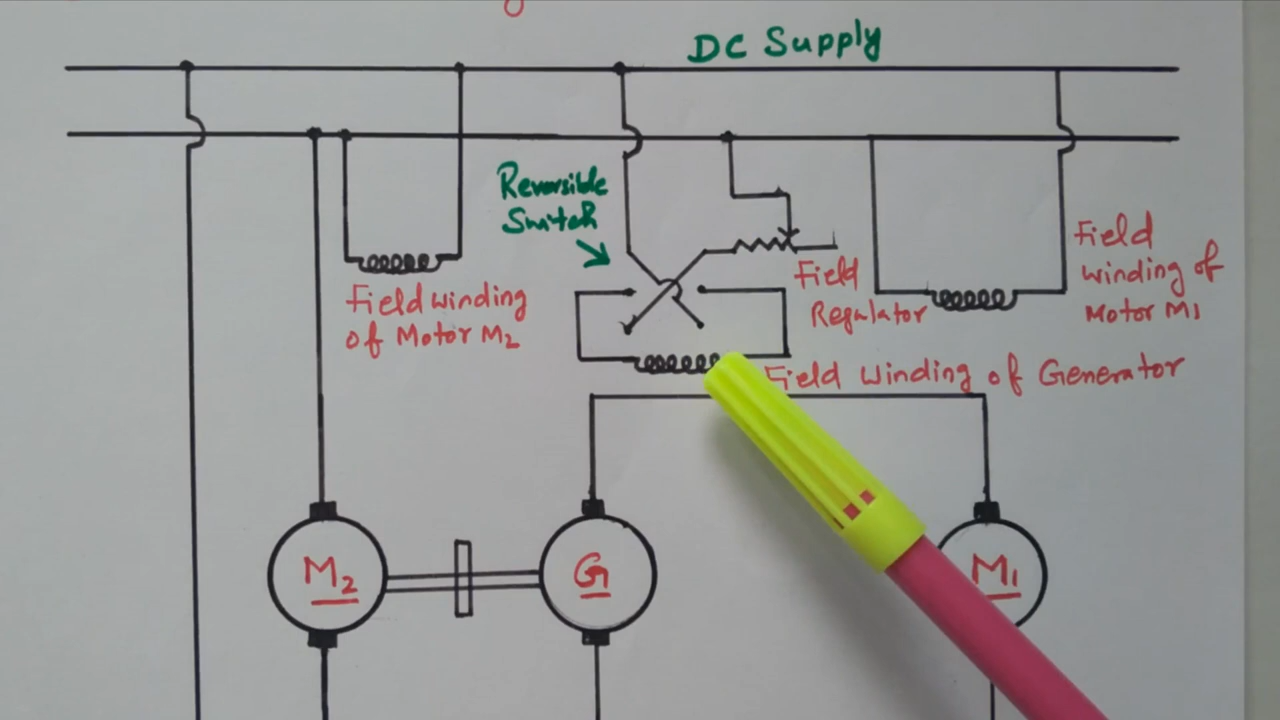 DC Supply
Reversible
Switch
Field winding
of Motor M2
Field
Regulator
Field
winding of
Motor M1
Field Winding of Generator
M2
G
M1